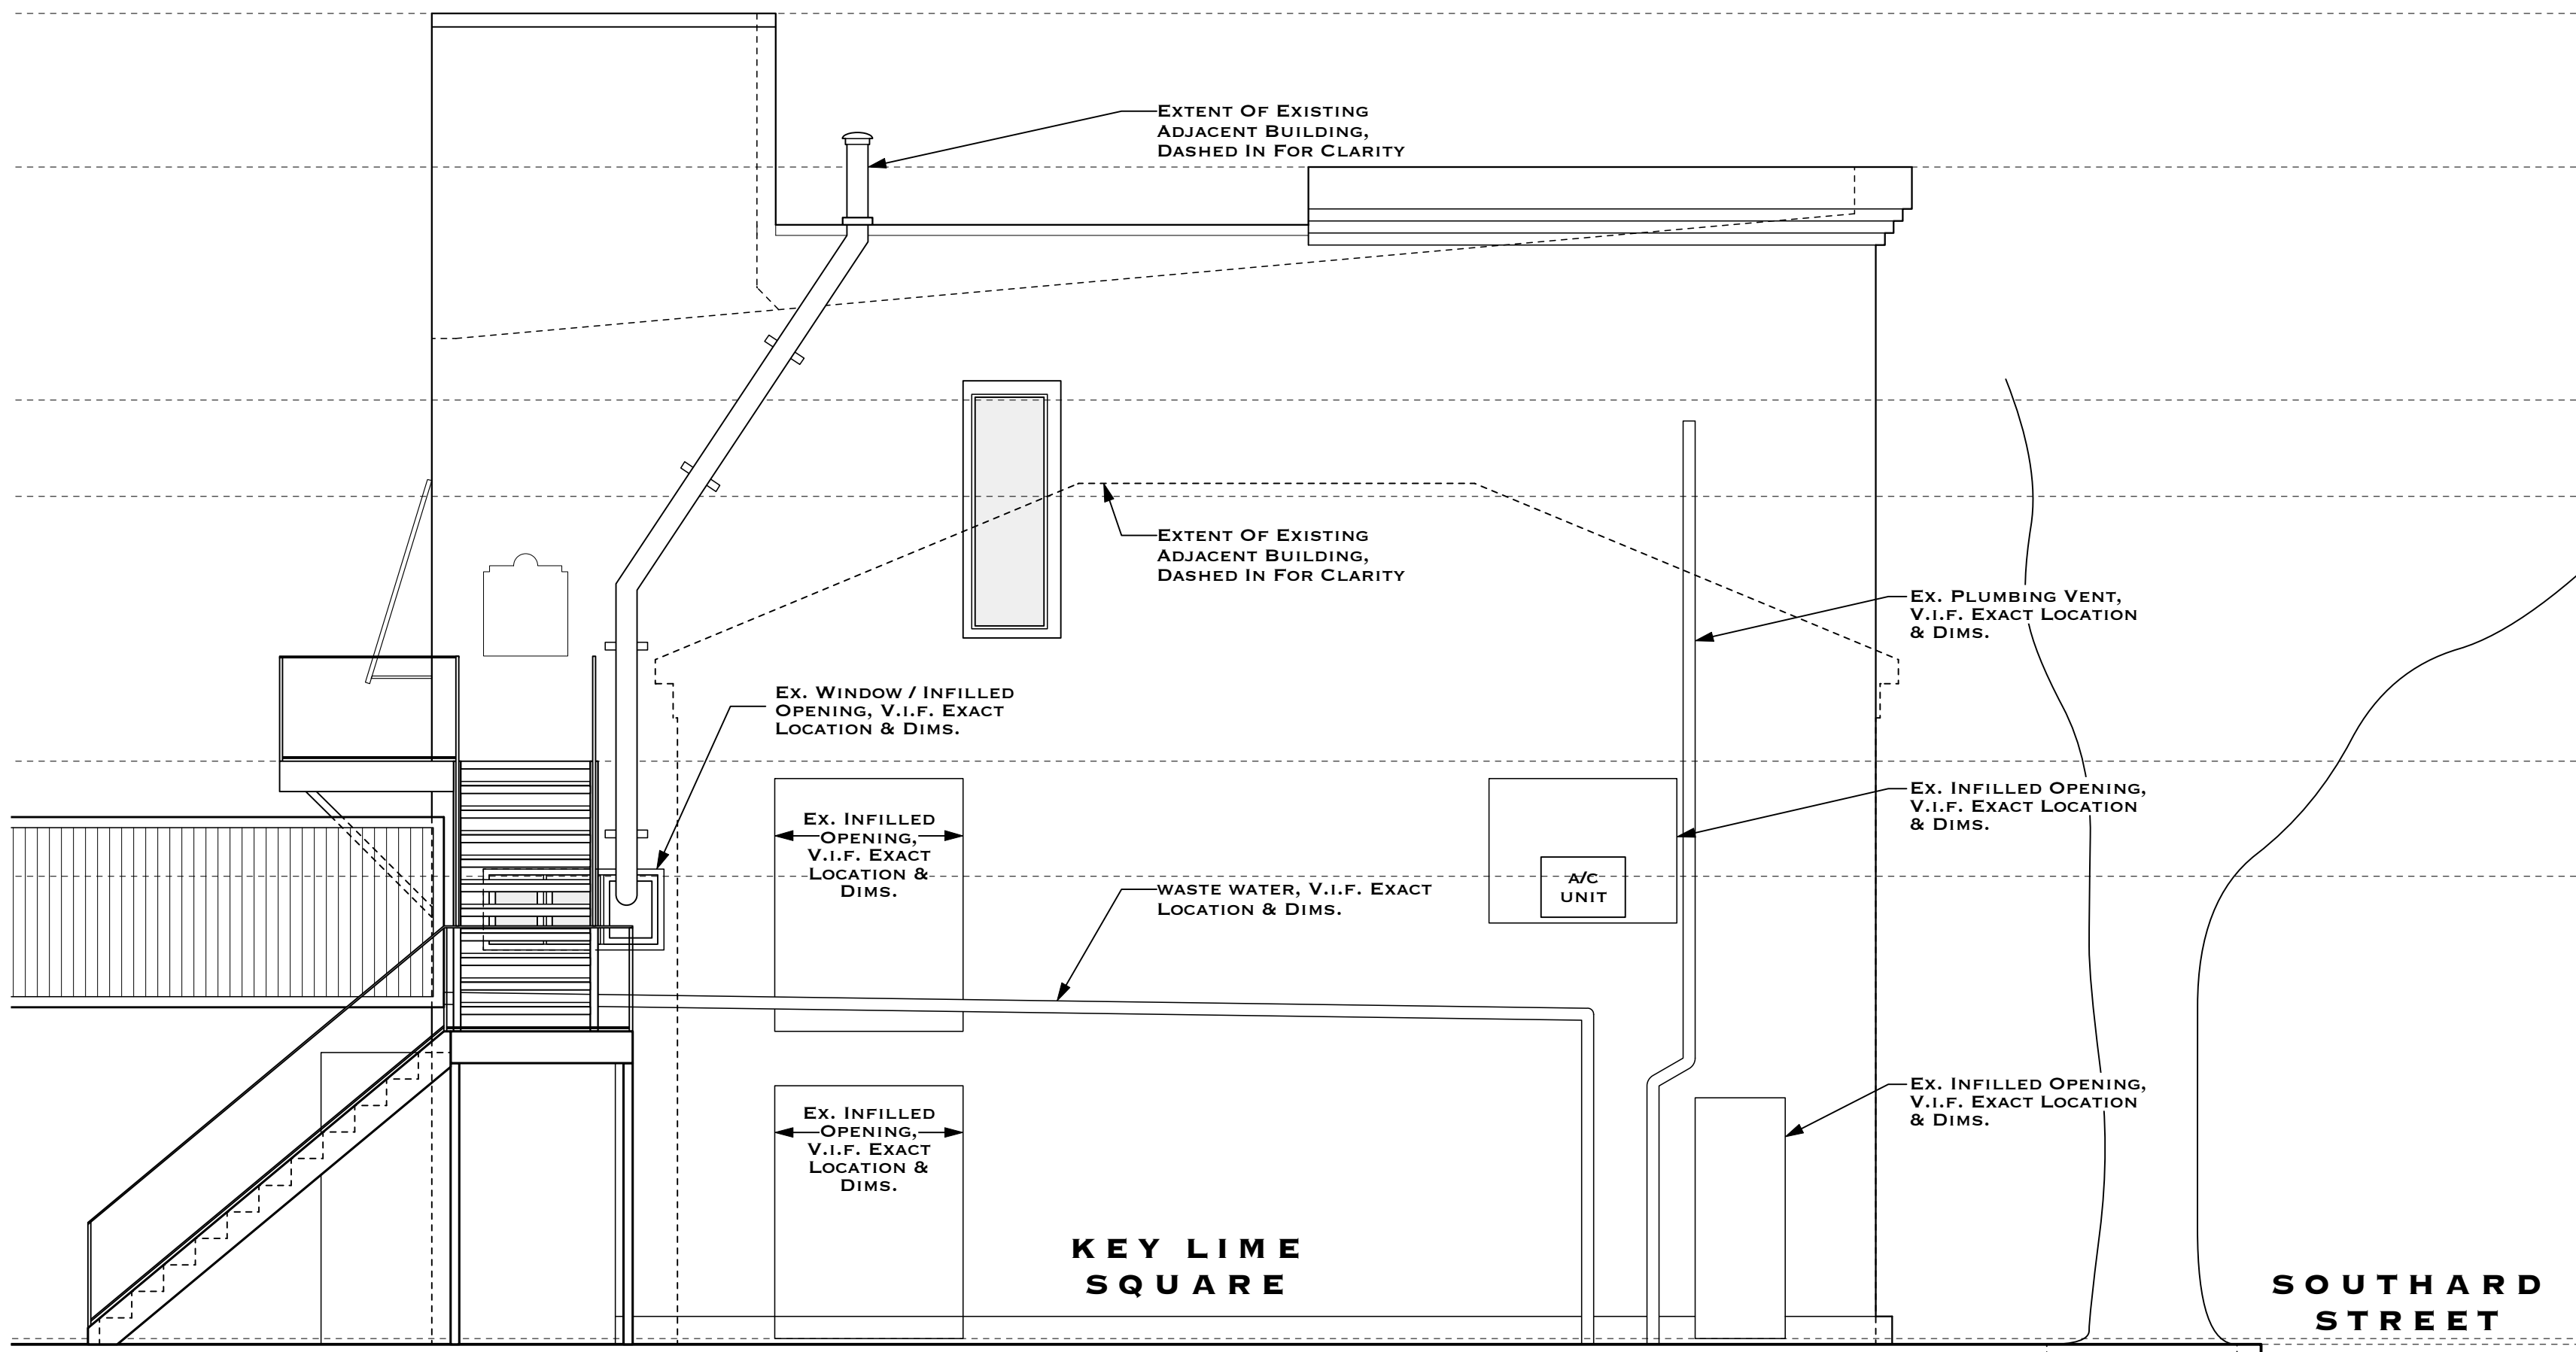 Extent Of Existing
Adjacent Building,
Dashed In For Clarity
Extent Of Existing
Adjacent Building,
Dashed In For Clarity
Ex. Plumbing Vent,
V.I.F. Exact Location
& Dims.
Ex. Window / Infilled
Opening, V.I.F. Exact
Location & Dims.
Ex. Infilled Opening,
V.I.F. Exact Location
& Dims.
Ex. Infilled
Opening,
V.I.F. Exact
Location &
Dims.
A/C
UNIT
waste water, V.I.F. Exact
Location & Dims.
Ex. Infilled Opening,
V.I.F. Exact Location
& Dims.
Ex. Infilled
Opening,
V.I.F. Exact
Location &
Dims.
KEY LIME
SQUARE
SOUTHARD
STREET